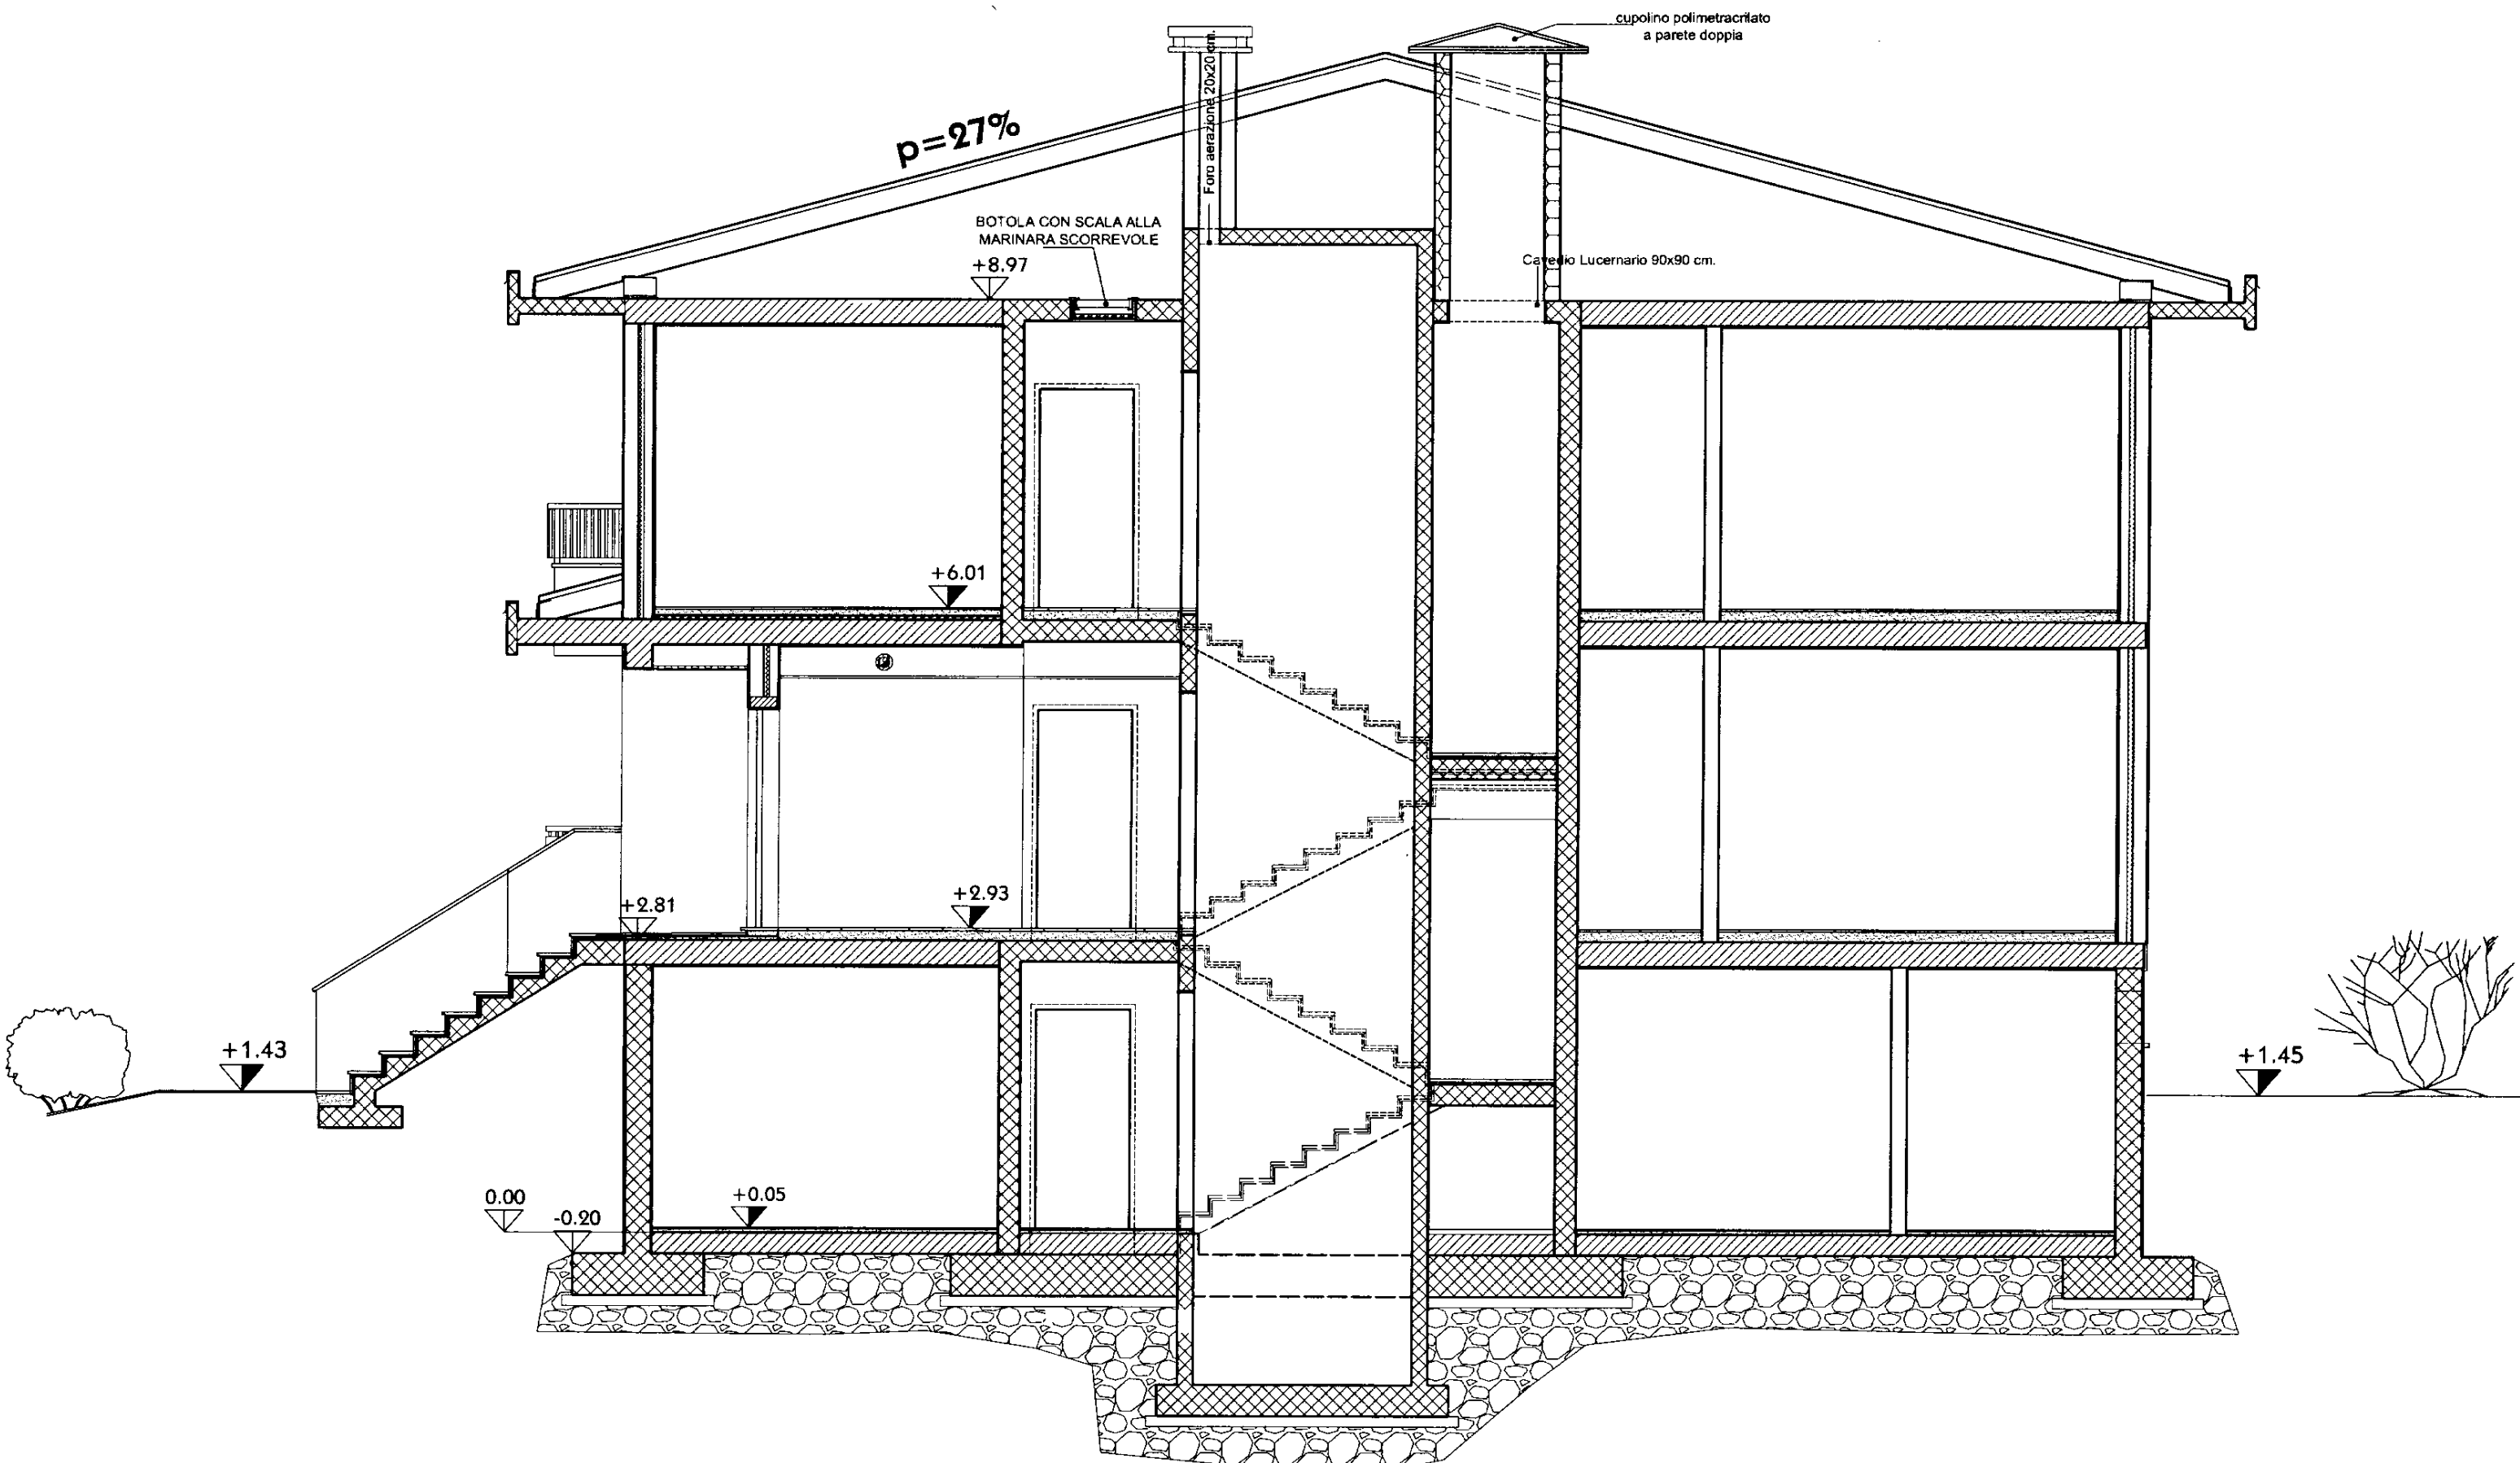 cupolino polimetracrilato
a parete doppia
Foro aerazione 20x20 cm.
p=27%
BOTOLA CON SCALA ALLA
MARINARA SCORREVOLE
+8.97
Cavedio Lucernario 90x90 cm.
+6.01
+2.93
+2.81
+1.43
+1.45
+0.05
0.00
-0.20